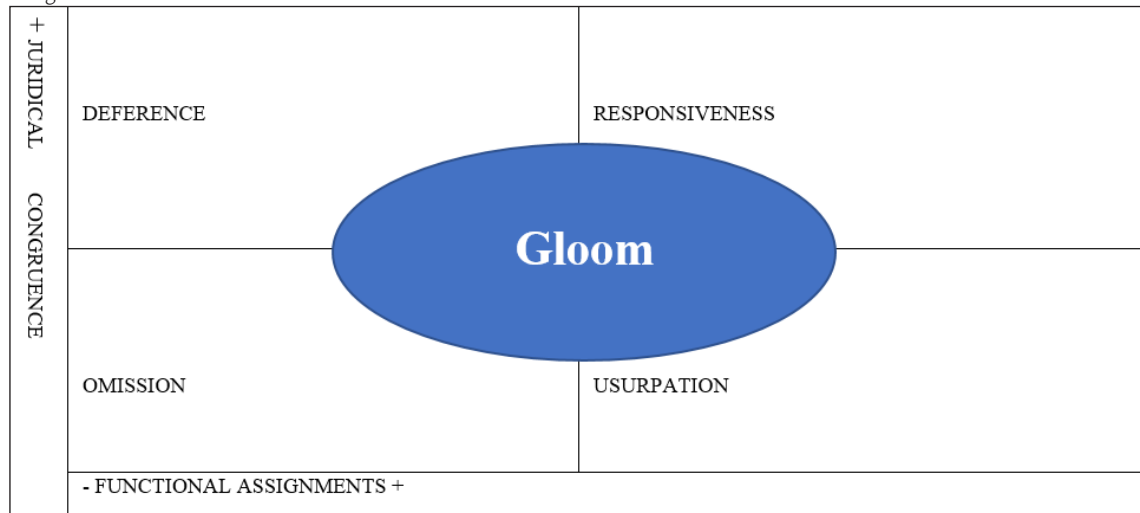 + JURIDICAL CONGRUENCE
DEFERENCE
RESPONSIVENESS
Gloom
OMISSION
USURPATION
- FUNCTIONAL ASSIGNMENTS +